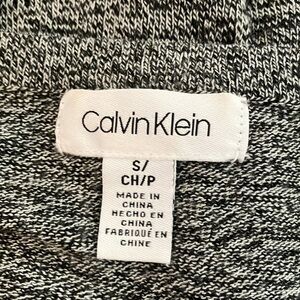 Calvin Klein
S/
CH/P
MADE IN
CHINA
HECHO EN
CHINA
FABRIQUÉ EN
CHINE